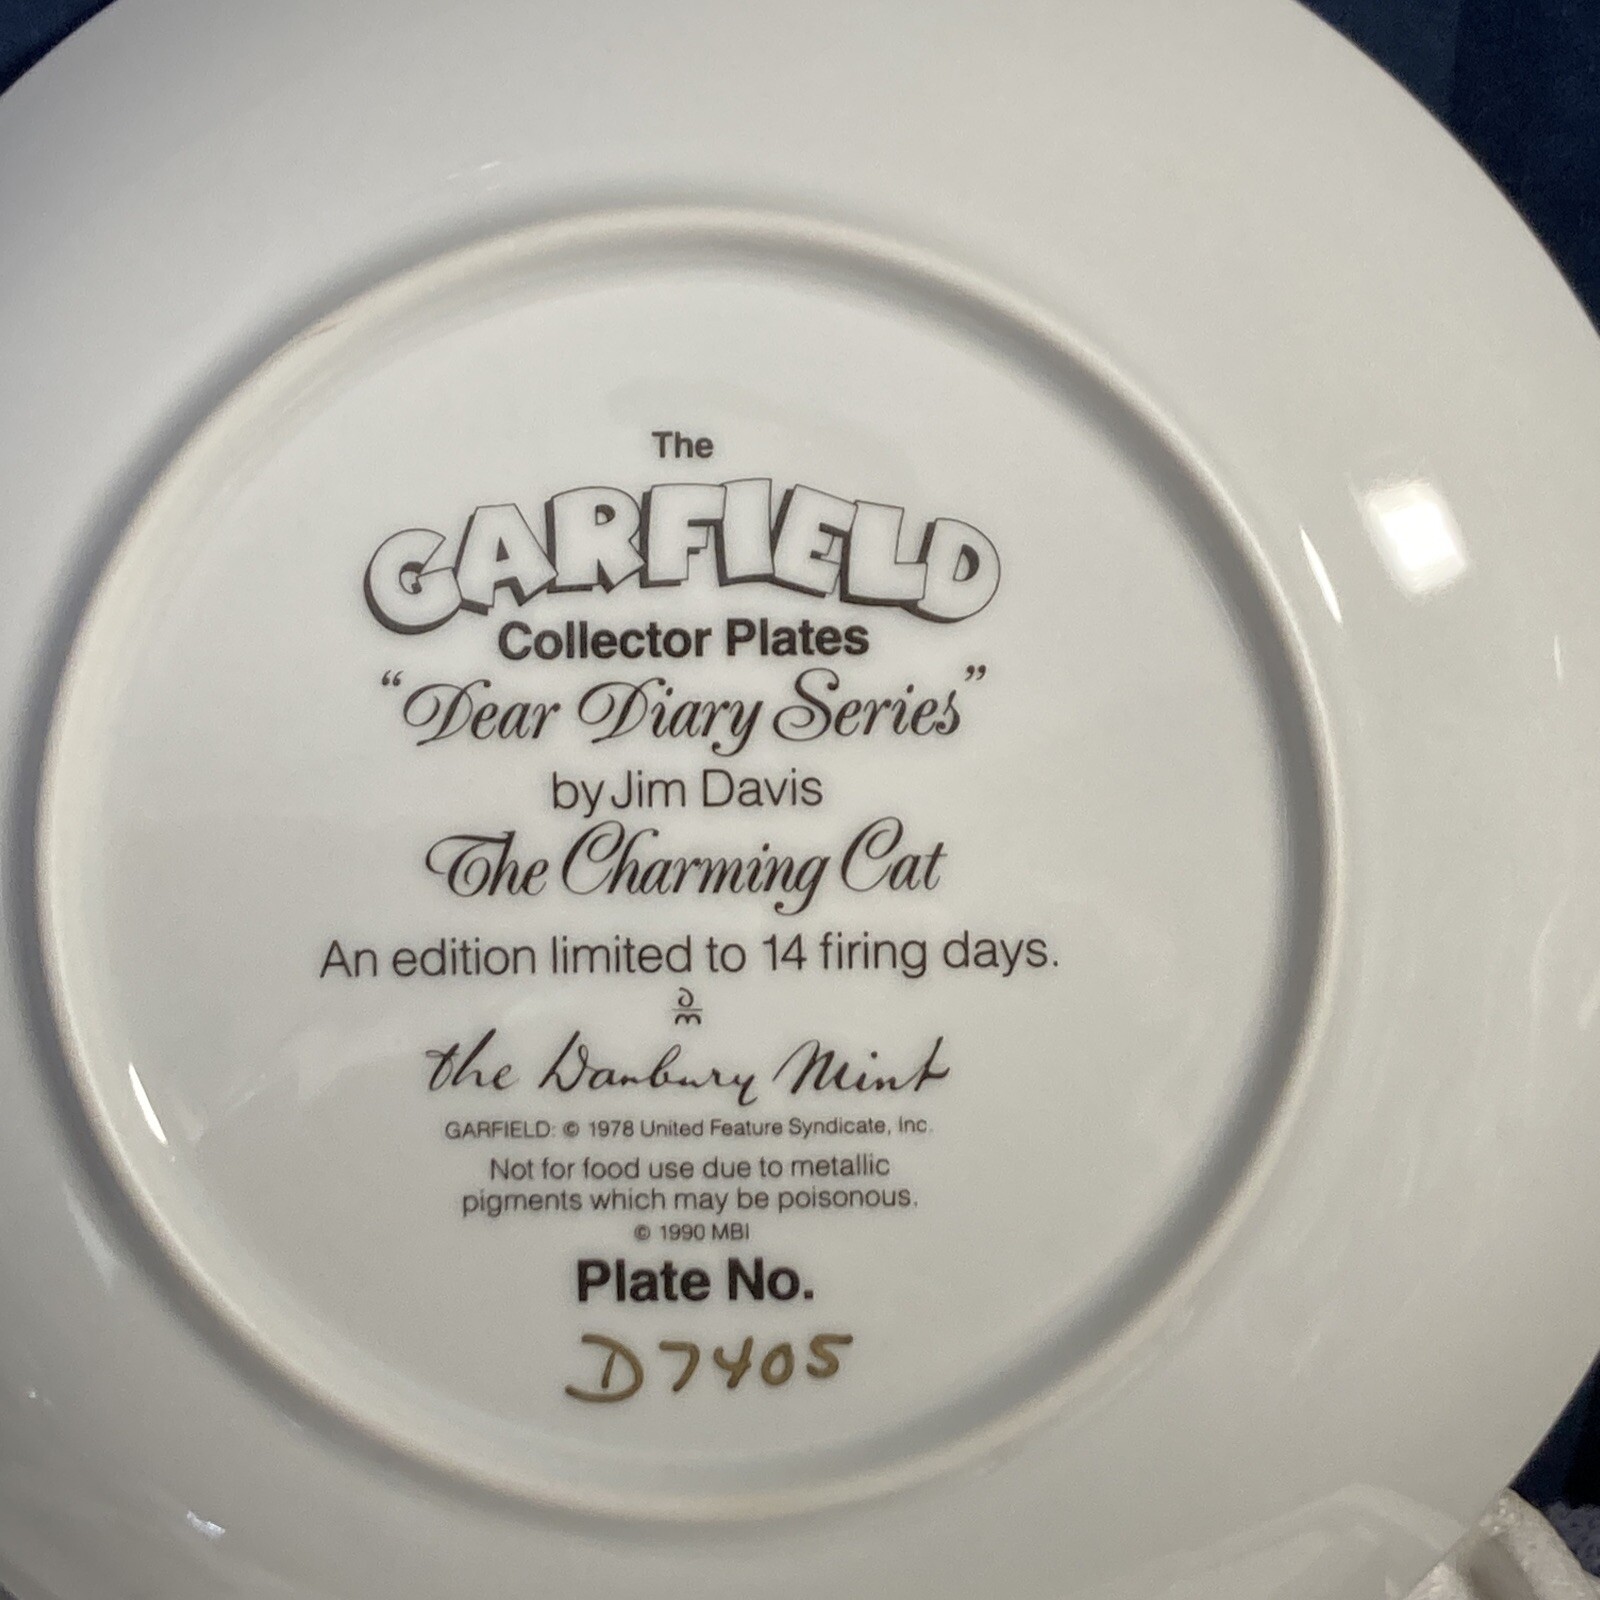 The
GARFIELD
Collector Plates
“Dear Diary Series”
by Jim Davis
The Charming Cat
An edition limited to 14 firing days.
the Danbury Mint
GARFIELD: © 1978 United Feature Syndicate, Inc.
Not for food use due to metallic
pigments which may be poisonous.
© 1990 MBI
Plate No.
D7405